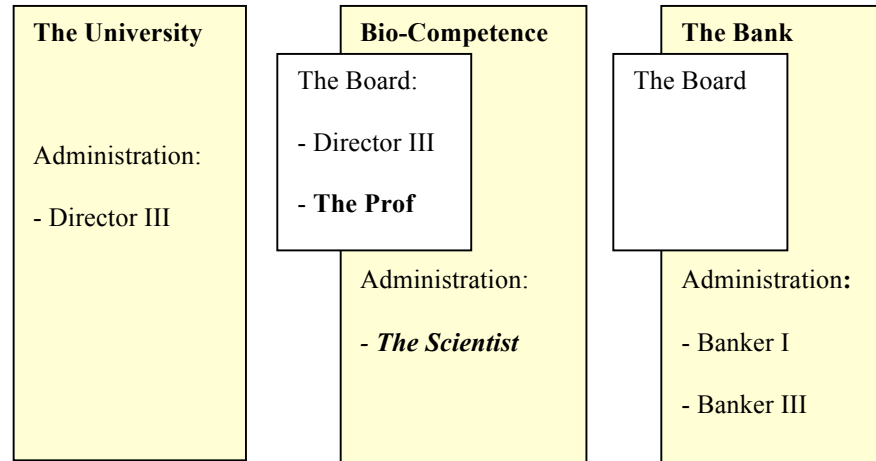 The University
Administration:
- Director III
Bio-Competence
The Board:
- Director III
- The Prof
Administration:
- The Scientist
The Bank
The Board
Administration:
- Banker I
- Banker III